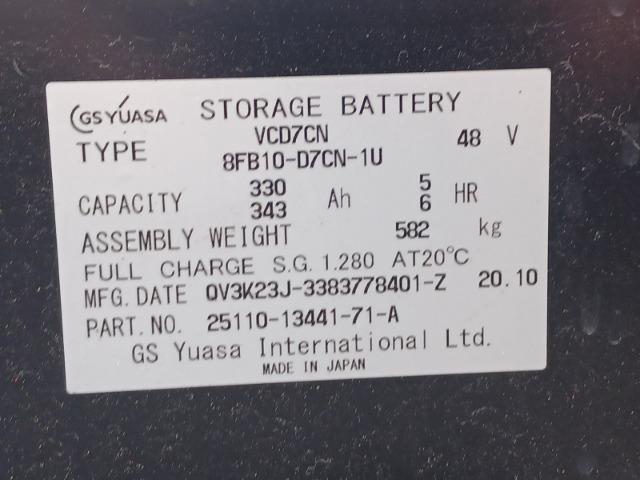 GS YUASA STORAGE BATTERY
TYPE VCD7CN 48 V
8FB10-D7CN-1U
CAPACITY 330 Ah 5 HR
343 6
ASSEMBLY WEIGHT 582 kg
FULL CHARGE S.G. 1.280 AT20℃
MFG. DATE 0V3K23J-3383778401-Z 20.10
PART.NO. 25110-13441-71-A
GS Yuasa International Ltd.
MADE IN JAPAN